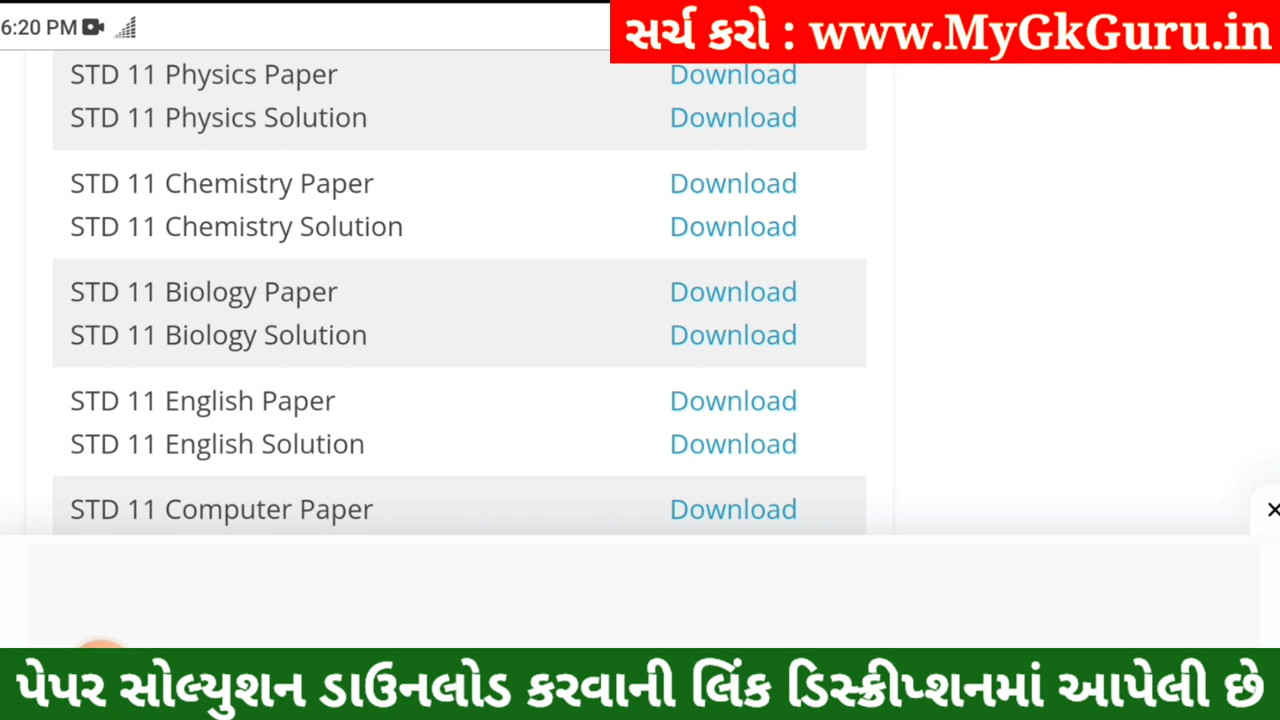 6:20 PM
સર્ચ કરો : www.MyGkGuru.in
STD 11 Physics Paper Download
STD 11 Physics Solution Download
STD 11 Chemistry Paper Download
STD 11 Chemistry Solution Download
STD 11 Biology Paper Download
STD 11 Biology Solution Download
STD 11 English Paper Download
STD 11 English Solution Download
STD 11 Computer Paper Download
પેપર સોલ્યુશન ડાઉનલોડ કરવાની લિંક ડિસ્ક્રીપ્શનમાં આપેલી છે